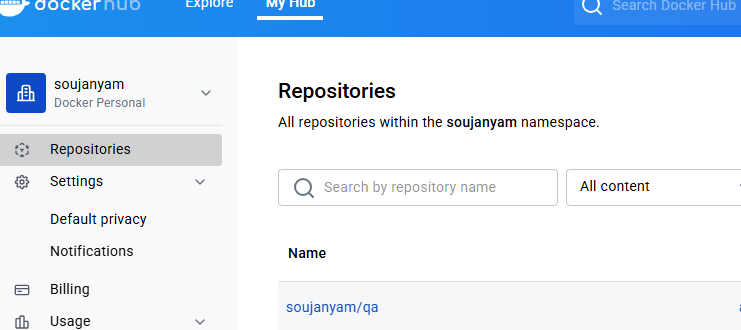 dockerhub
Explore
My Hub
Search Docker Hub
soujanyam
Docker Personal
Repositories
Settings
Default privacy
Notifications
Billing
Usage
Repositories
All repositories within the soujanyam namespace.
Search by repository name
All content
Name
soujanyam/qa